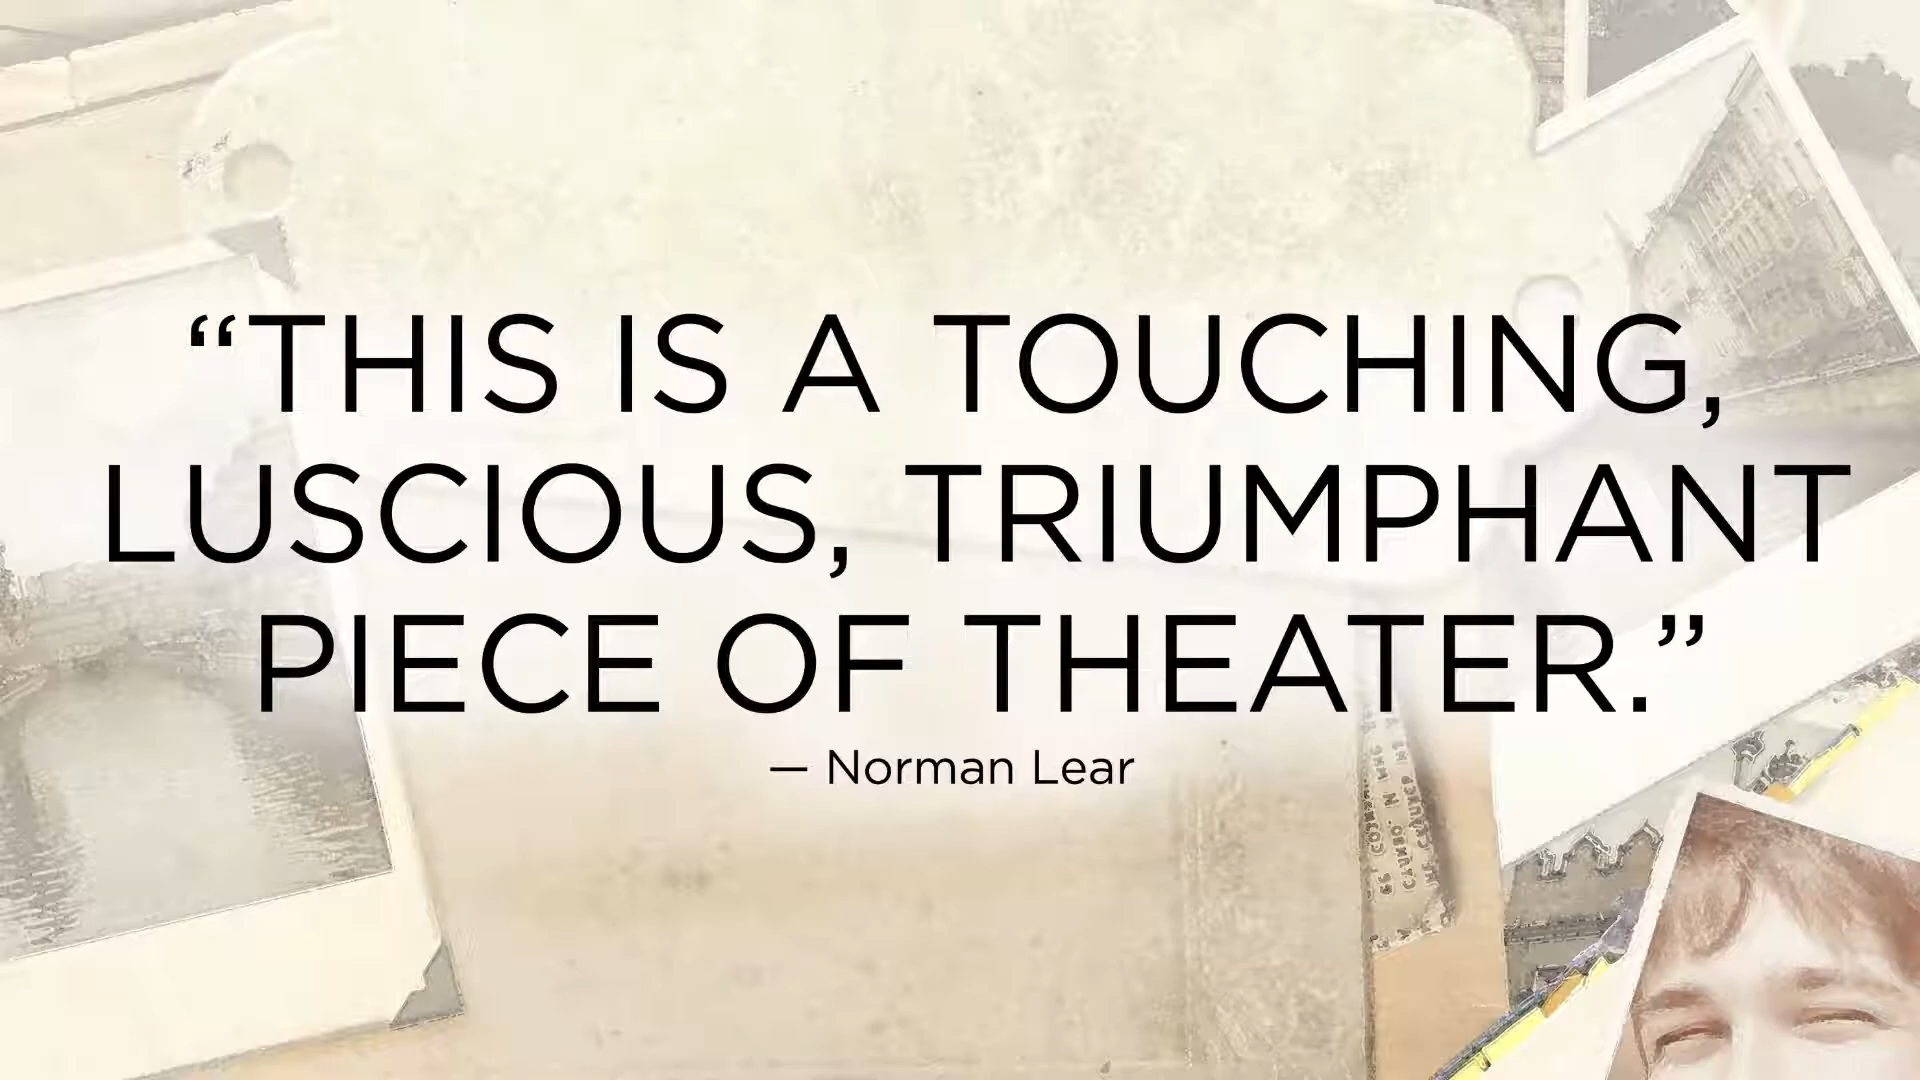 “THIS IS A TOUCHING,
LUSCIOUS, TRIUMPHANT
PIECE OF THEATER.”
— Norman Lear